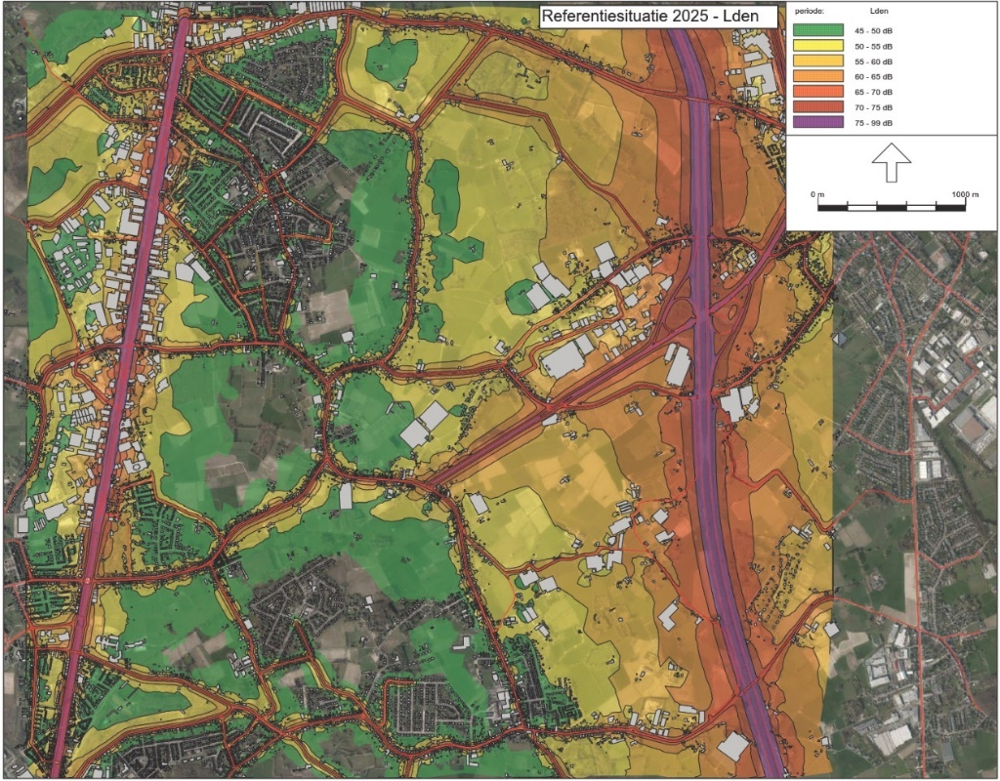 Referentiesituatie 2025 - Lden
periode: Lden
45 - 50 dB
50 - 55 dB
55 - 60 dB
60 - 65 dB
65 - 70 dB
70 - 75 dB
75 - 99 dB
0 m 1000 m